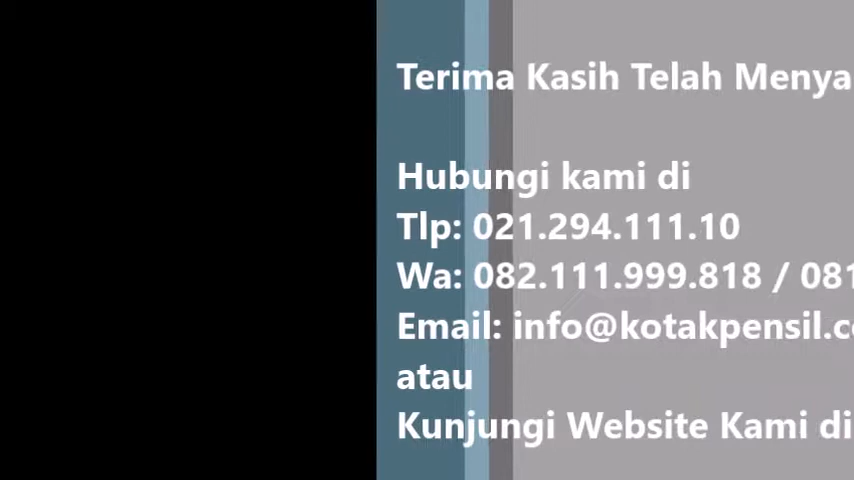 Terima Kasih Telah Menya
Hubungi kami di
Tlp: 021.294.111.10
Wa: 082.111.999.818 / 081
Email: info@kotakpensil.co
atau
Kunjungi Website Kami di